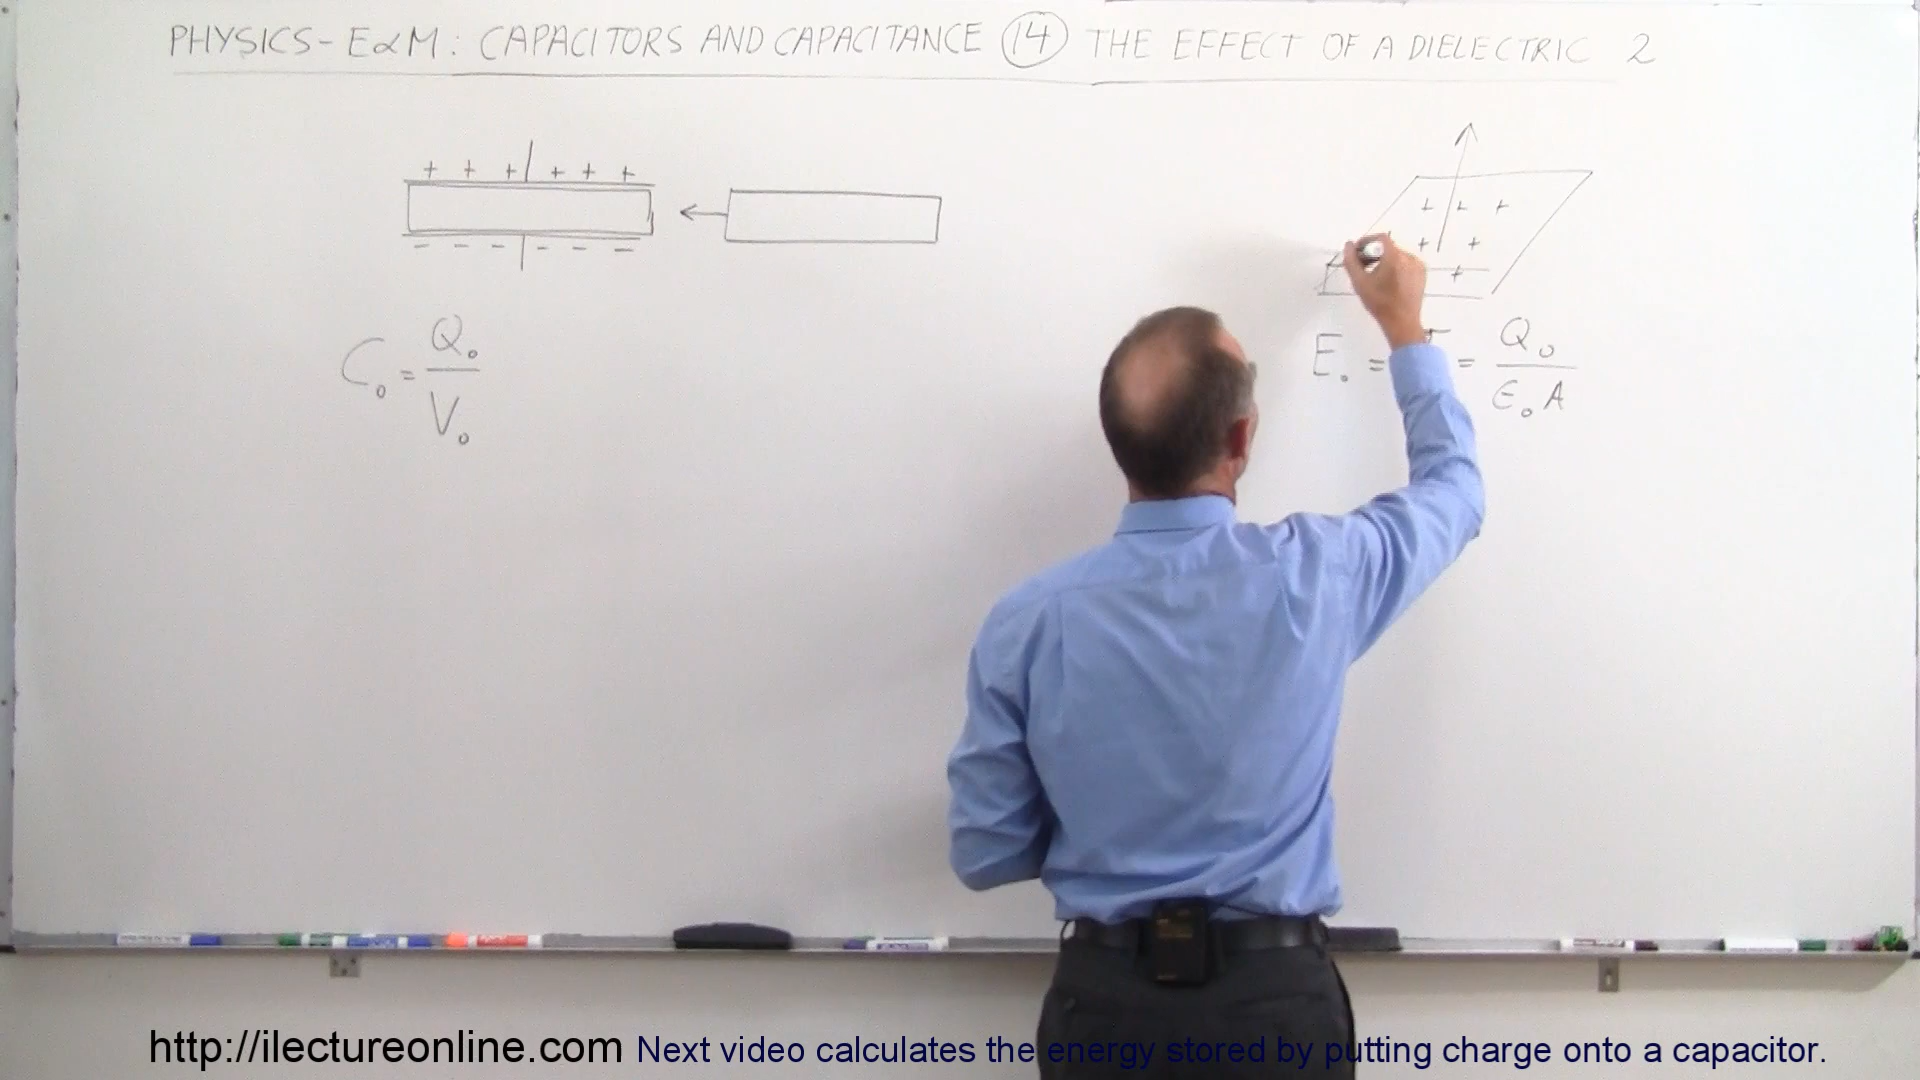 PHYSICS - E&M: CAPACITORS AND CAPACITANCE 14 THE EFFECT OF A DIELECTRIC 2
+ + + + + +
- - - - - -
+ + +
+ +
+
C₀ = Q₀ / V₀
E₀ = = Q₀ / ϵ₀ A
http://ilectureonline.com Next video calculates the energy stored by putting charge onto a capacitor.